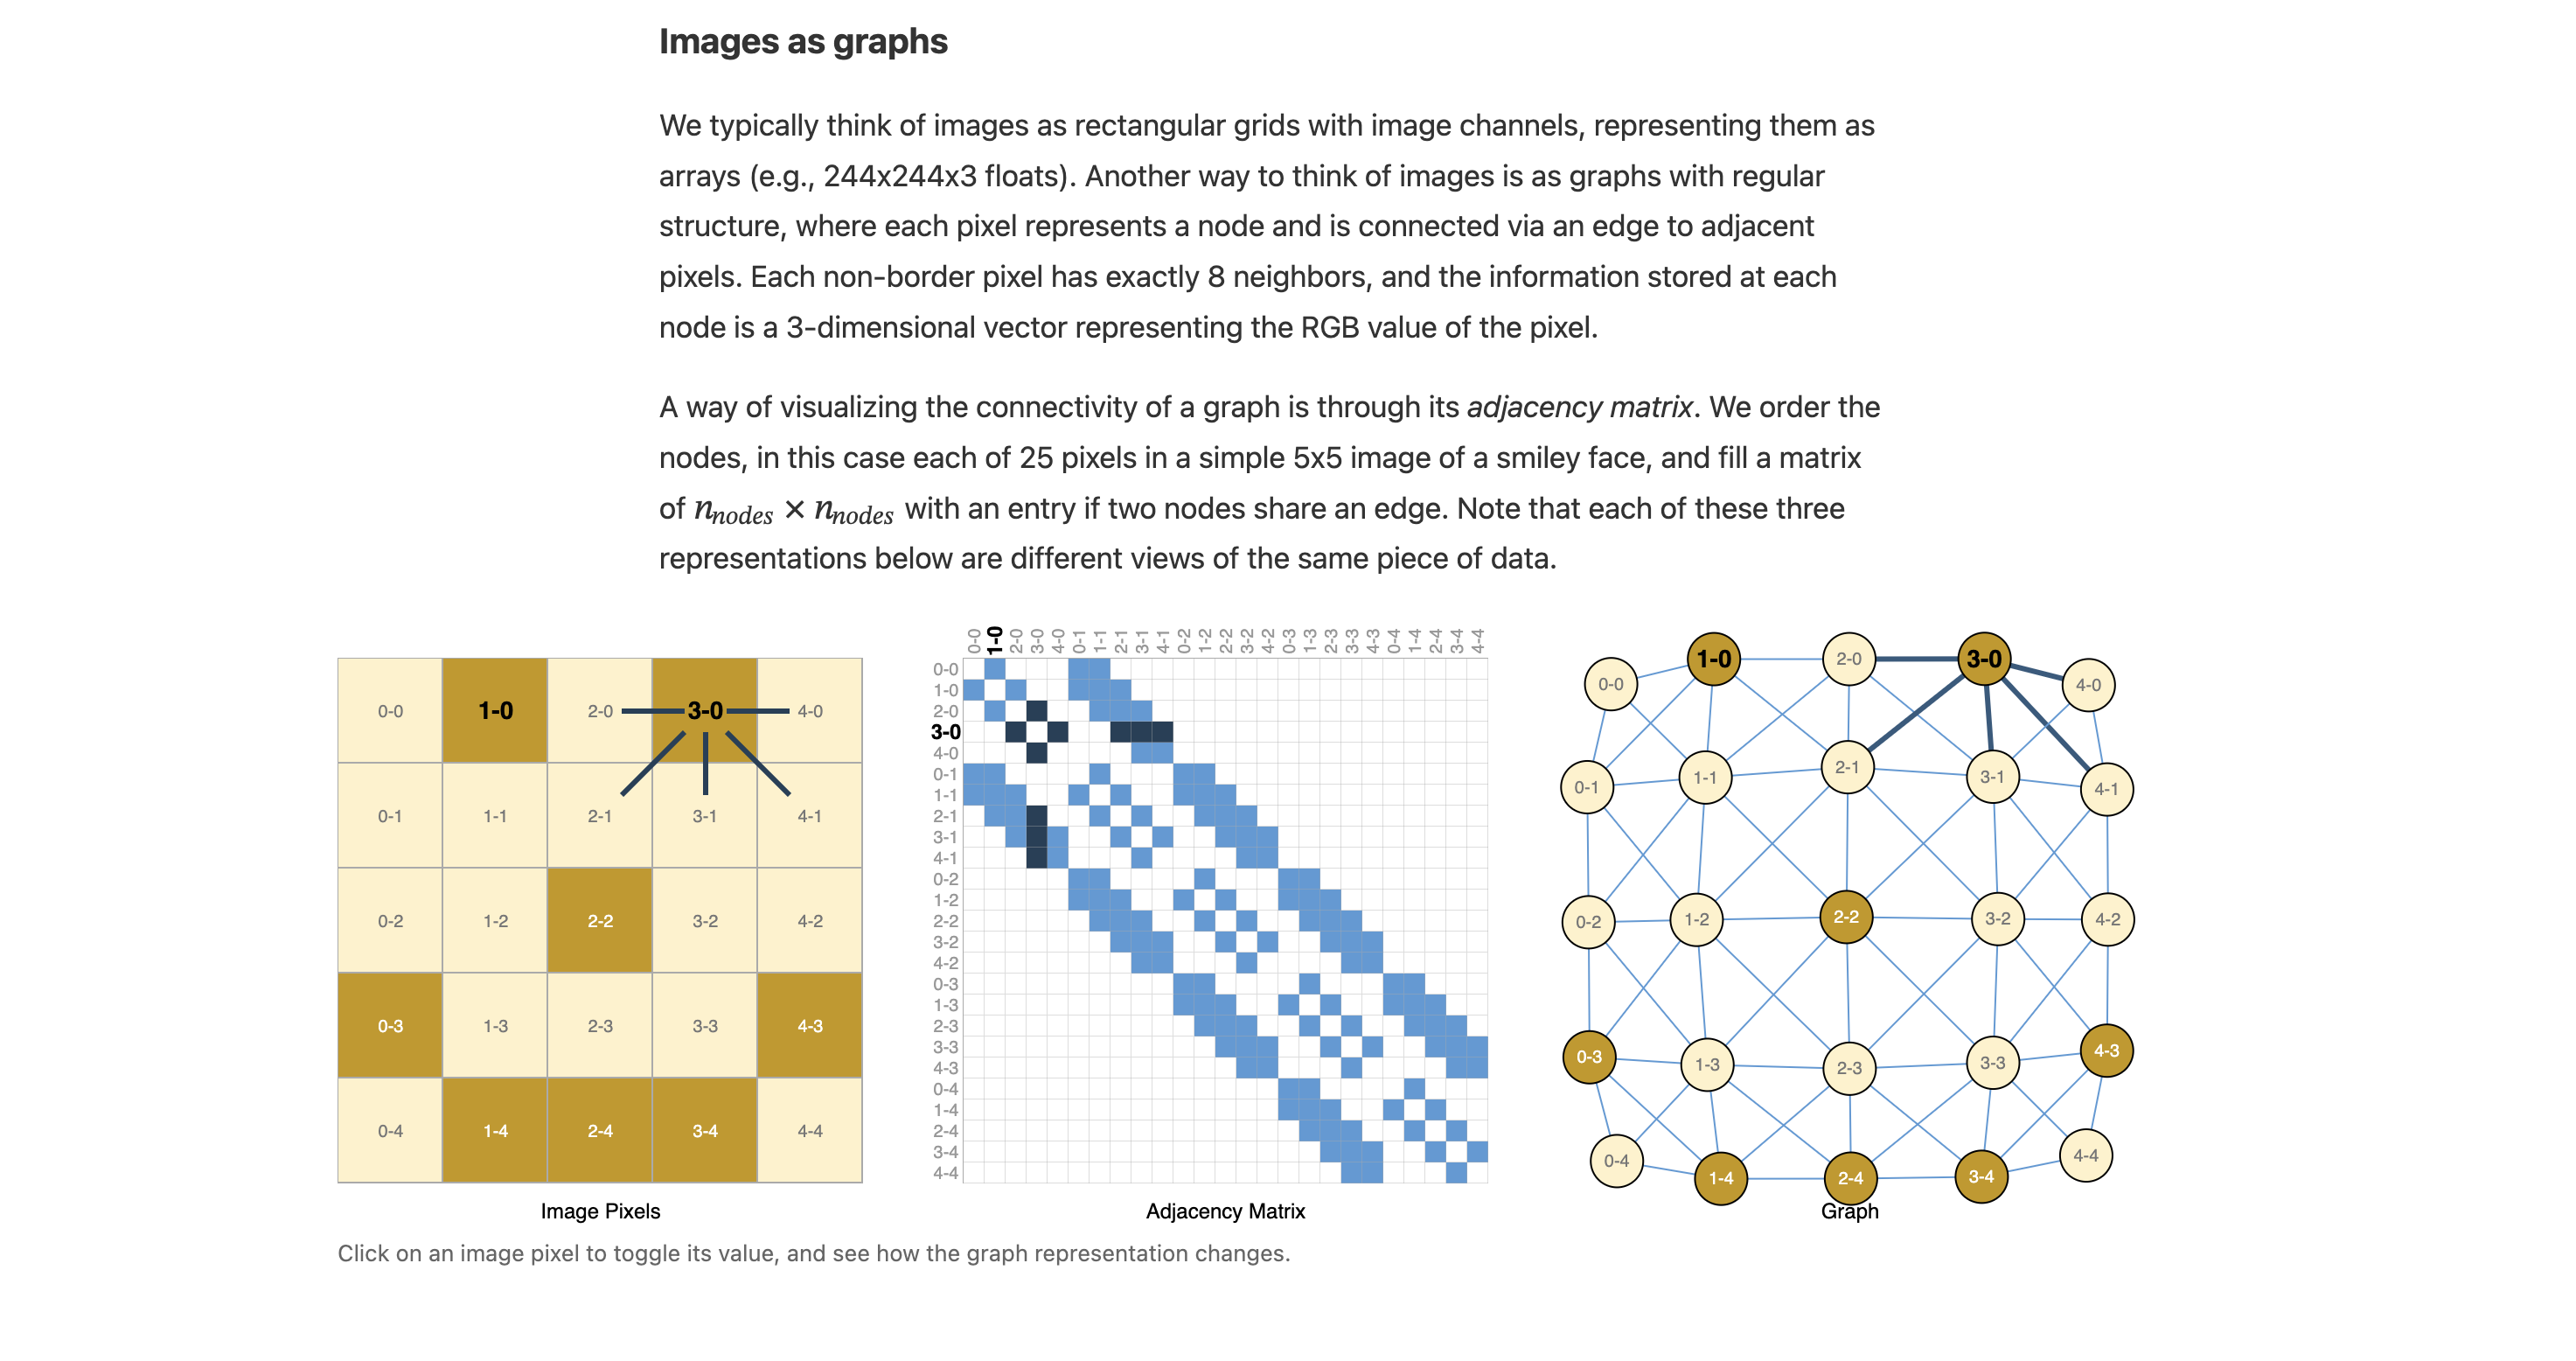 Images as graphs
We typically think of images as rectangular grids with image channels, representing them as
arrays (e.g., 244x244x3 floats). Another way to think of images is as graphs with regular
structure, where each pixel represents a node and is connected via an edge to adjacent
pixels. Each non-border pixel has exactly 8 neighbors, and the information stored at each
node is a 3-dimensional vector representing the RGB value of the pixel.
A way of visualizing the connectivity of a graph is through its adjacency matrix. We order the
nodes, in this case each of 25 pixels in a simple 5x5 image of a smiley face, and fill a matrix
of n_nodes × n_nodes with an entry if two nodes share an edge. Note that each of these three
representations below are different views of the same piece of data.
0-0 1-0 2-0 3-0 4-0
0-1 1-1 2-1 3-1 4-1
0-2 1-2 2-2 3-2 4-2
0-3 1-3 2-3 3-3 4-3
0-4 1-4 2-4 3-4 4-4
Image Pixels
0-0 1-0 2-0 3-0 4-0 0-1 1-1 2-1 3-1 4-1 0-2 1-2 2-2 3-2 4-2 0-3 1-3 2-3 3-3 4-3 0-4 1-4 2-4 3-4 4-4
0-0
1-0
2-0
3-0
4-0
0-1
1-1
2-1
3-1
4-1
0-2
1-2
2-2
3-2
4-2
0-3
1-3
2-3
3-3
4-3
0-4
1-4
2-4
3-4
4-4
Adjacency Matrix
0-0 1-0 2-0 3-0 4-0
0-1 1-1 2-1 3-1 4-1
0-2 1-2 2-2 3-2 4-2
0-3 1-3 2-3 3-3 4-3
0-4 1-4 2-4 3-4 4-4
Graph
Click on an image pixel to toggle its value, and see how the graph representation changes.